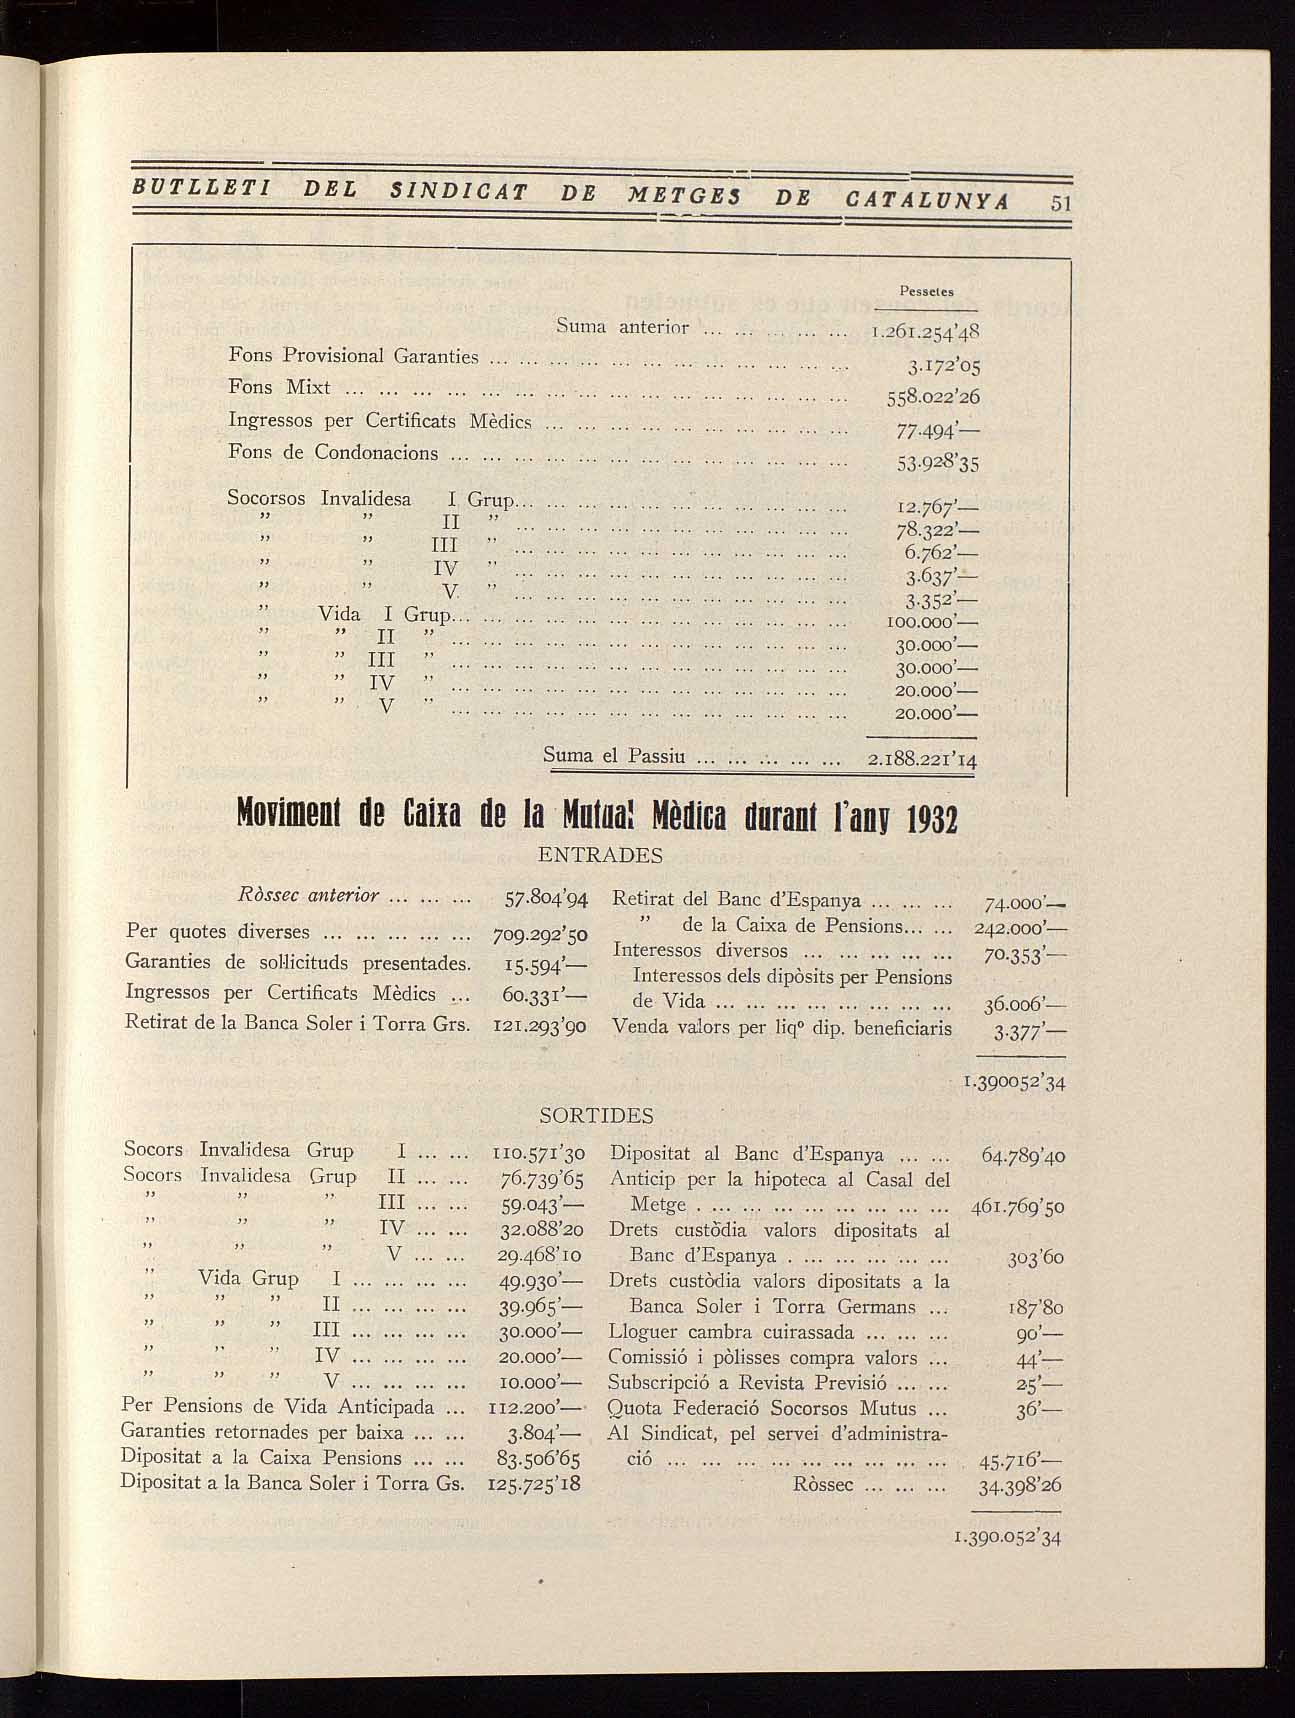 BUTLLETI DEL SINDICAT DE METGES DE CATALUNYA 51
Pessetes
Suma anterior ... ... ... ... ... 1.261.254'48
Fons Provisional Garanties ... ... ... ... ... ... ... ... ... ... ... ... 3.172'05
Fons Mixt ... ... ... ... ... ... ... ... ... ... ... ... ... ... ... ... 558.022'26
Ingressos per Certificats Mèdics ... ... ... ... ... ... ... ... ... ... 77.494'—
Fons de Condonacions ... ... ... ... ... ... ... ... ... ... ... ... ... 53.928'35
Socorsos Invalidesa I Grup... ... ... ... ... ... ... ... ... ... ... 12.767'—
" " II " ... ... ... ... ... ... ... ... ... ... ... 78.322'—
" " III " ... ... ... ... ... ... ... ... ... ... ... 6.762'—
" " IV " ... ... ... ... ... ... ... ... ... ... ... 3.637'—
" " V " ... ... ... ... ... ... ... ... ... ... ... 3.352'—
" Vida I Grup... ... ... ... ... ... ... ... ... ... ... ... ... 100.000'—
" " II " ... ... ... ... ... ... ... ... ... ... ... ... ... 30.000'—
" " III " ... ... ... ... ... ... ... ... ... ... ... ... ... 30.000'—
" " IV " ... ... ... ... ... ... ... ... ... ... ... ... ... 20.000'—
" " V " ... ... ... ... ... ... ... ... ... ... ... ... ... 20.000'—
Suma el Passiu ... ... ... ... ... 2.188.221'14
Moviment de Caixa de la Mutual Mèdica durant l'any 1932
ENTRADES
Ròssec anterior ... ... ... 57.804'94
Per quotes diverses ... ... ... ... ... 709.292'50
Garanties de sol·licituds presentades. 15.594'—
Ingressos per Certificats Mèdics ... 60.331'—
Retirat de la Banca Soler i Torra Grs. 121.293'90
Retirat del Banc d'Espanya ... ... ... 74.000'—
" de la Caixa de Pensions... ... 242.000'—
Interessos diversos ... ... ... ... ... 70.353'—
Interessos dels dipòsits per Pensions
de Vida ... ... ... ... ... ... ... ... 36.006'—
Venda valors per liqº dip. beneficiaris 3.377'—
1.390052'34
SORTIDES
Socors Invalidesa Grup I ... ... 110.571'30
Socors Invalidesa Grup II ... ... 76.739'65
" " " III ... ... 59.043'—
" " " IV ... ... 32.088'20
" " " V ... ... 29.468'10
" Vida Grup I ... ... ... ... 49.930'—
" " " II ... ... ... ... 39.965'—
" " " III ... ... ... ... 30.000'—
" " " IV ... ... ... ... 20.000'—
" " " V ... ... ... ... 10.000'—
Per Pensions de Vida Anticipada ... 112.200'—
Garanties retornades per baixa ... ... 3.804'—
Dipositat a la Caixa Pensions ... ... 83.506'65
Dipositat a la Banca Soler i Torra Gs. 125.725'18
Dipositat al Banc d'Espanya ... ... 64.789'40
Anticip per la hipoteca al Casal del
Metge . ... ... ... ... ... ... ... ... 461.769'50
Drets custòdia valors dipositats al
Banc d'Espanya . ... ... ... ... ... 303'60
Drets custòdia valors dipositats a la
Banca Soler i Torra Germans ... 187'80
Lloguer cambra cuirassada ... ... ... 90'—
Comissió i pòlisses compra valors ... 44'—
Subscripció a Revista Previsió ... ... 25'—
Quota Federació Socorsos Mutus ... 36'—
Al Sindicat, pel servei d'administra-
ció ... ... ... ... ... ... ... ... ... 45.716'—
Ròssec ... ... ... 34.398'26
1.390.052'34